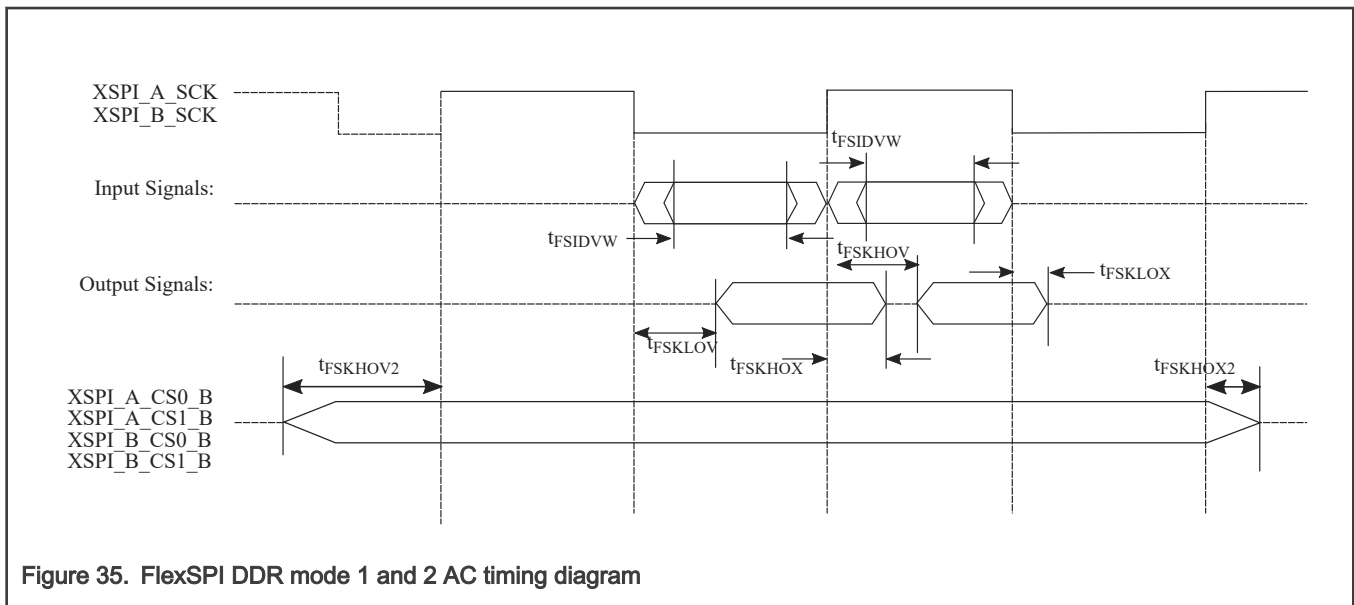 XSPI_A_SCK
XSPI_B_SCK
tFSIDVW
Input Signals:
tFSIDVW
tFSKHOV
Output Signals:
tFSKLOX
tFSKLOV
tFSKHOX
tFSKHOV2
tFSKHOX2
XSPI_A_CS0_B
XSPI_A_CS1_B
XSPI_B_CS0_B
XSPI_B_CS1_B
Figure 35. FlexSPI DDR mode 1 and 2 AC timing diagram